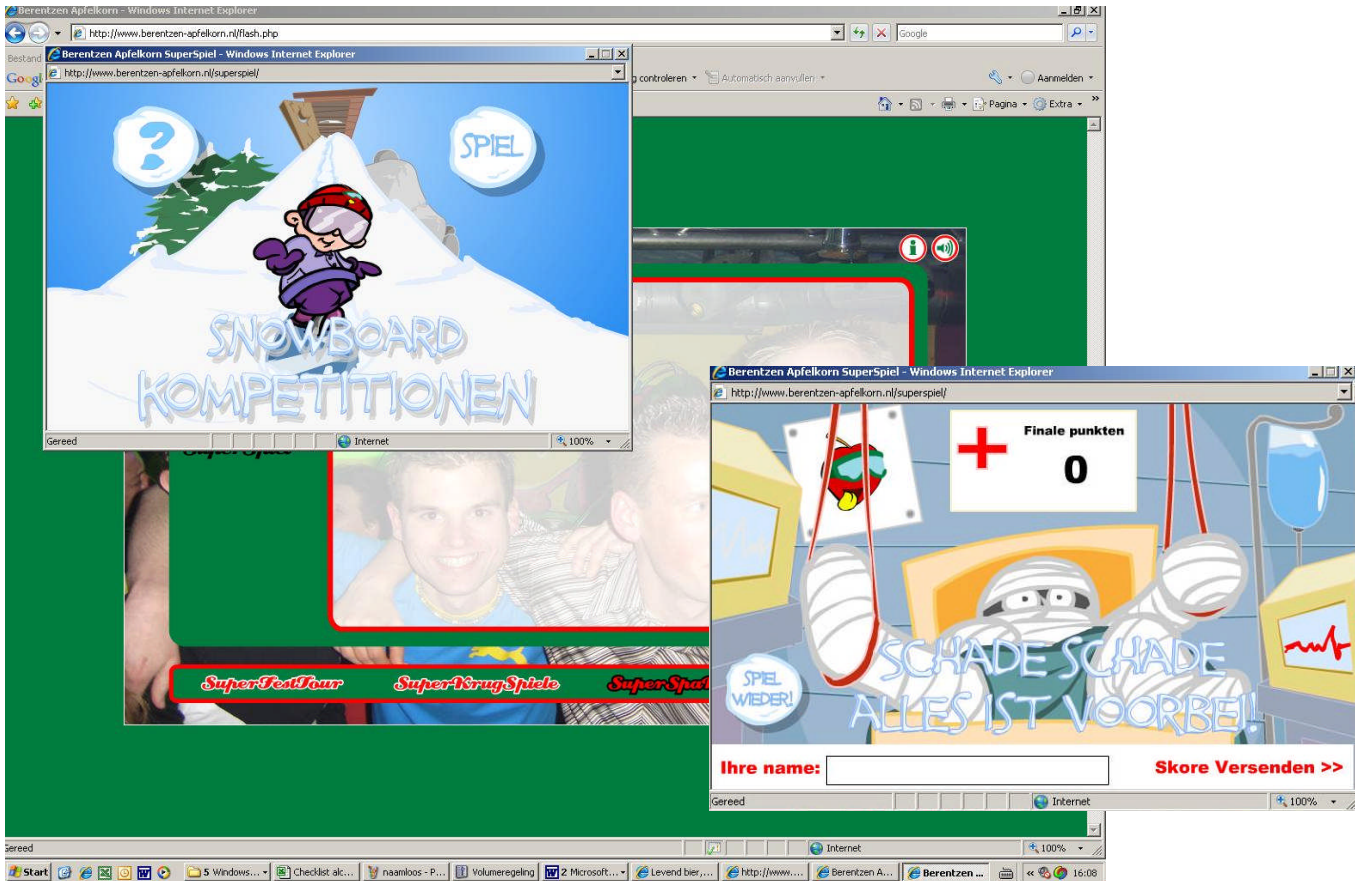 Berentzen Apfelkorn - Windows Internet Explorer
http://www.berentzen-apfelkorn.nl/flash.php
Google
Bestand
g controleren
Automatisch aanvullen
Aanmelden
Pagina
Extra
Berentzen Apfelkorn SuperSpiel - Windows Internet Explorer
http://www.berentzen-apfelkorn.nl/superspiel/
?
SPIEL
SNOWBOARD
KOMPETITIONEN
Gereed
Internet
100%
SuperSpiel
SuperFestTour
SuperKrugSpiele
Berentzen Apfelkorn SuperSpiel - Windows Internet Explorer
http://www.berentzen-apfelkorn.nl/superspiel/
Finale punkten
0
SPIEL
WIEDER!
SCHADE SCHADE
ALLES IST VOORBEI!
Ihre name:
Skore Versenden >>
Gereed
Internet
100%
Gereed
Internet
100%
Start
5 Windows...
Checklist alc...
naamloos - P...
Volumeregeling
2 Microsoft...
Levend bier,...
http://www....
Berentzen A...
Berentzen ...
16:08